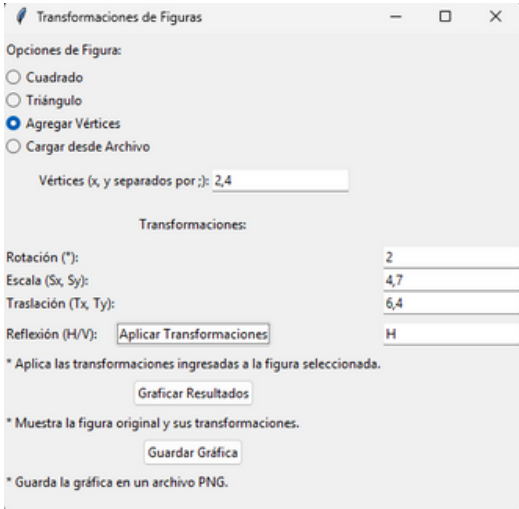 Transformaciones de Figuras
Opciones de Figura:
Cuadrado
Triángulo
Agregar Vértices
Cargar desde Archivo
Vértices (x, y separados por ;): 2,4
Transformaciones:
Rotación (°): 2
Escala (Sx, Sy): 4,7
Traslación (Tx, Ty): 6,4
Reflexión (H/V): Aplicar Transformaciones H
* Aplica las transformaciones ingresadas a la figura seleccionada.
Graficar Resultados
* Muestra la figura original y sus transformaciones.
Guardar Gráfica
* Guarda la gráfica en un archivo PNG.